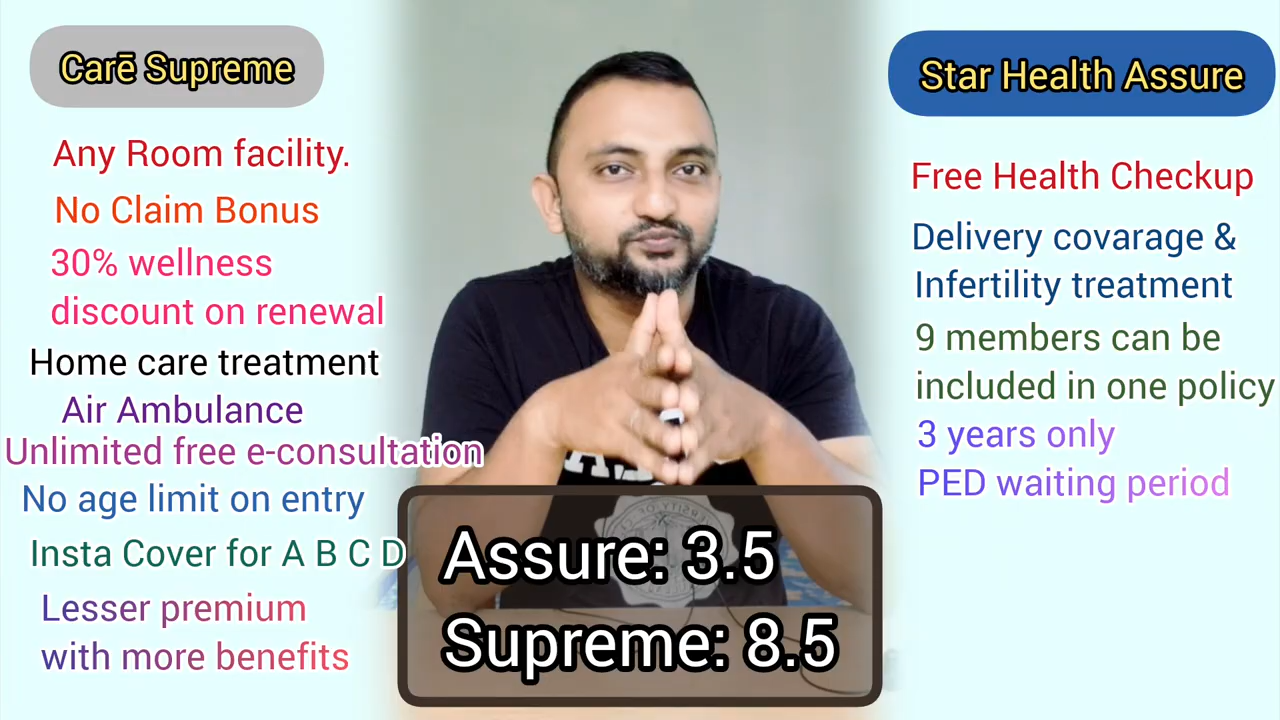 Carē Supreme
Any Room facility.
No Claim Bonus
30% wellness
discount on renewal
Home care treatment
Air Ambulance
Unlimited free e-consultation
No age limit on entry
Insta Cover for A B C D
Lesser premium
with more benefits
Star Health Assure
Free Health Checkup
Delivery covarage &
Infertility treatment
9 members can be
included in one policy
3 years only
PED waiting period
Assure: 3.5
Supreme: 8.5